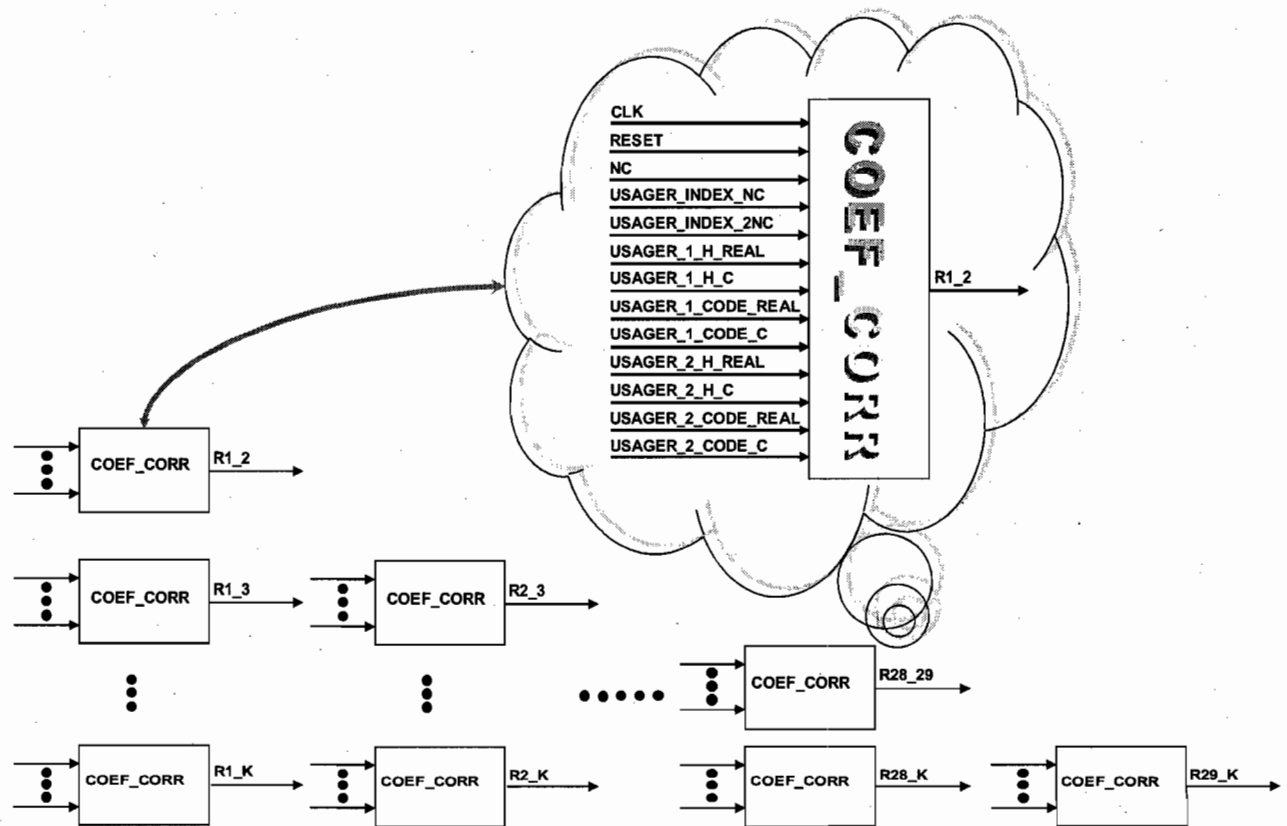 CLK
RESET
NC
USAGER_INDEX_NC
USAGER_INDEX_2NC
USAGER_1_H_REAL
USAGER_1_H_C
USAGER_1_CODE_REAL
USAGER_1_CODE_C
USAGER_2_H_REAL
USAGER_2_H_C
USAGER_2_CODE_REAL
USAGER_2_CODE_C
COEF_CORR
R1_2
COEF_CORR
R1_2
COEF_CORR
R1_3
COEF_CORR
R2_3
COEF_CORR
R28_29
COEF_CORR
R1_K
COEF_CORR
R2_K
COEF_CORR
R28_K
COEF_CORR
R29_K